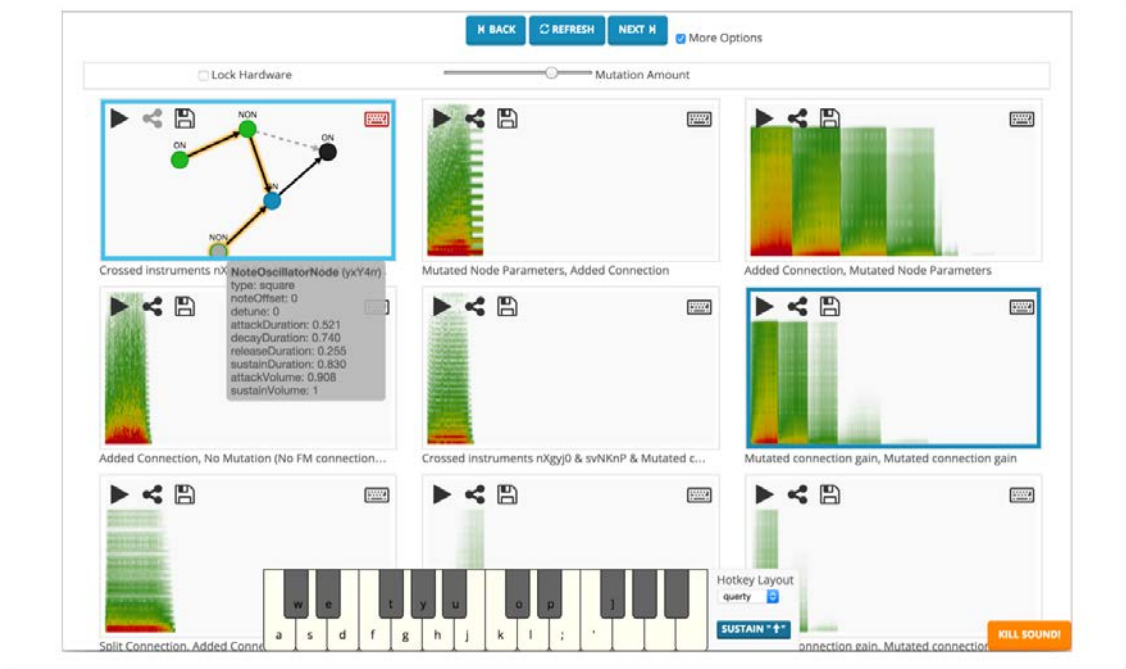 BACK
REFRESH
NEXT
More Options
Lock Hardware
Mutation Amount
NON
ON
ON
NON
Crossed instruments
Mutated Node Parameters, Added Connection
Added Connection, Mutated Node Parameters
NoteOscillatorNode (yxY4rr)
type: square
noteOffset: 0
detune: 0
attackDuration: 0.521
decayDuration: 0.740
releaseDuration: 0.255
sustainDuration: 0.830
attackVolume: 0.908
sustainVolume: 1
Added Connection, No Mutation (No FM connection...
Crossed instruments nXgyj0 & svNKnP & Mutated c...
Mutated connection gain, Mutated connection gain
w e t y u o p ]
a s d f g h j k l ; '
Hotkey Layout
querty
SUSTAIN "⇑"
KILL SOUND!
Split Connection, Added Conne
onnection gain, Mutated connection